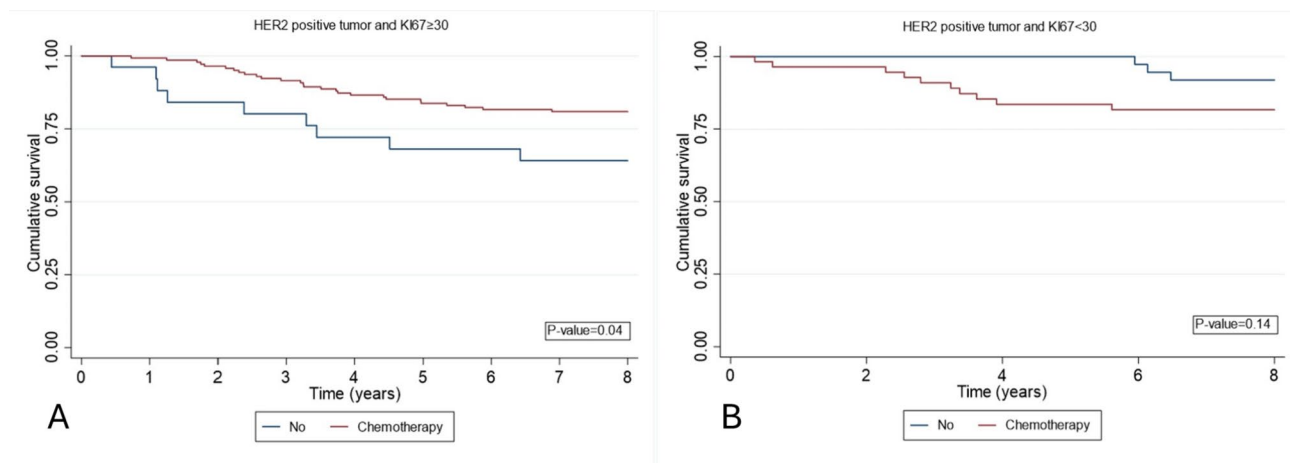 HER2 positive tumor and KI67≥30
Cumulative survival
1.00
0.75
0.50
0.25
0.00
P-value=0.04
0 1 2 3 4 5 6 7 8
Time (years)
No Chemotherapy
A
HER2 positive tumor and KI67<30
Cumulative survival
1.00
0.75
0.50
0.25
0.00
P-value=0.14
0 2 4 6 8
Time (years)
No Chemotherapy
B